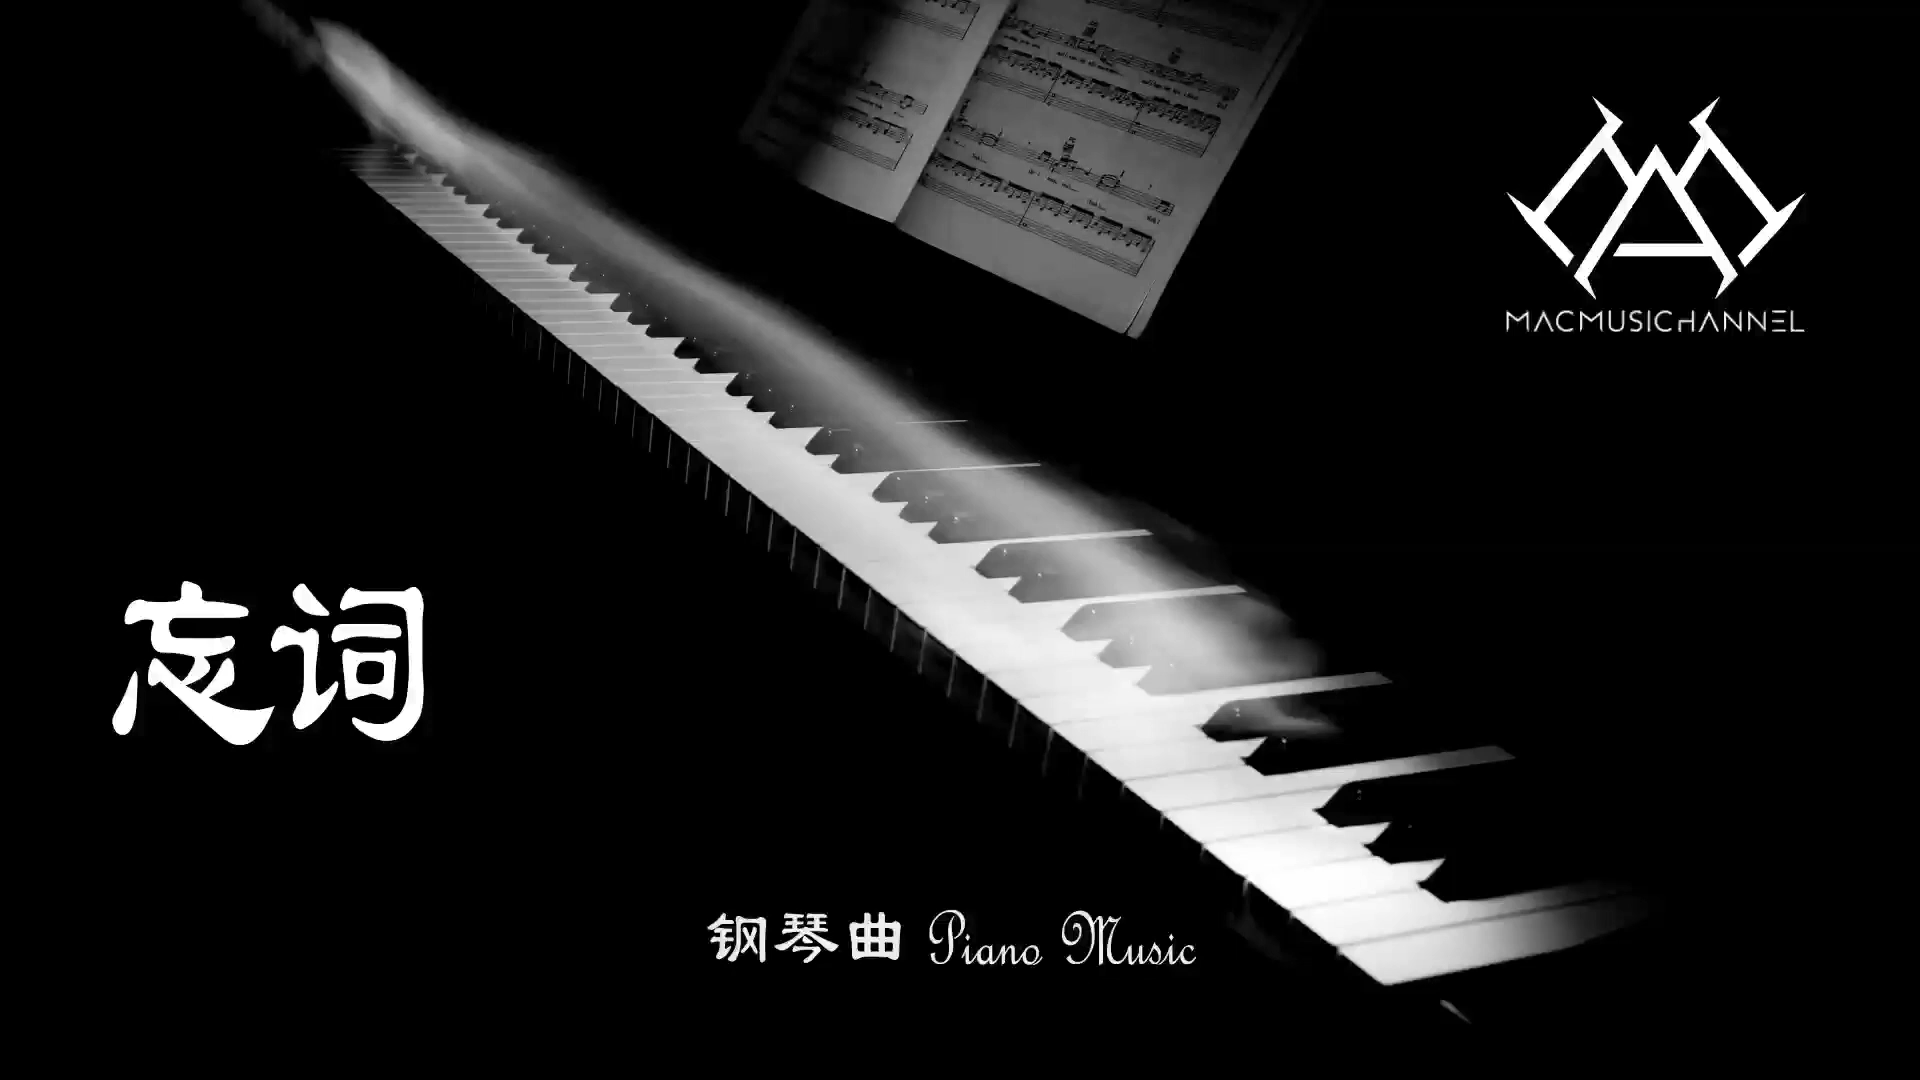 MACMUSICHANNEL
忘词
钢琴曲 Piano Music